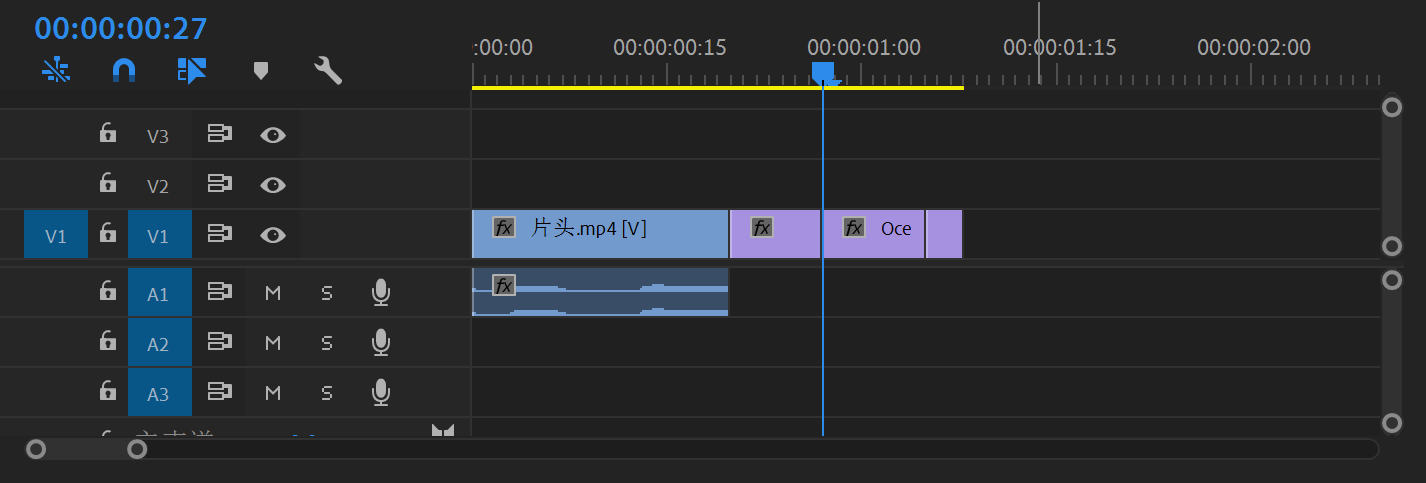 00:00:00:27
:00:00
00:00:00:15
00:00:01:00
00:00:01:15
00:00:02:00
V3
V2
V1 V1
fx 片头.mp4 [V]
fx
fx Oce
A1 M S
fx
A2 M S
A3 M S